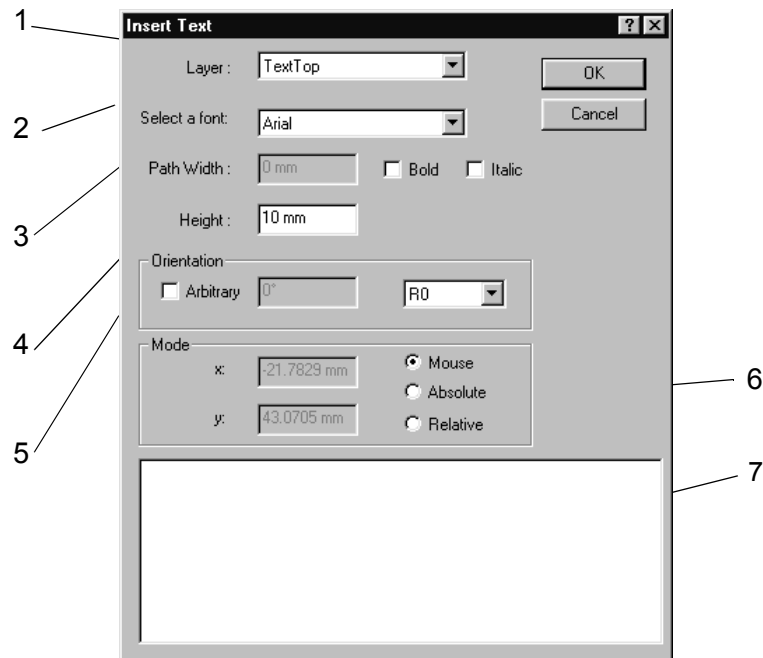 1
Insert Text
Layer :
TextTop
OK
2
Select a font:
Arial
Cancel
3
Path Width :
0 mm
Bold
Italic
Height :
10 mm
4
Orientation
Arbitrary
0°
R0
5
Mode
x:
-21.7829 mm
Mouse
Absolute
6
y:
43.0705 mm
Relative
7